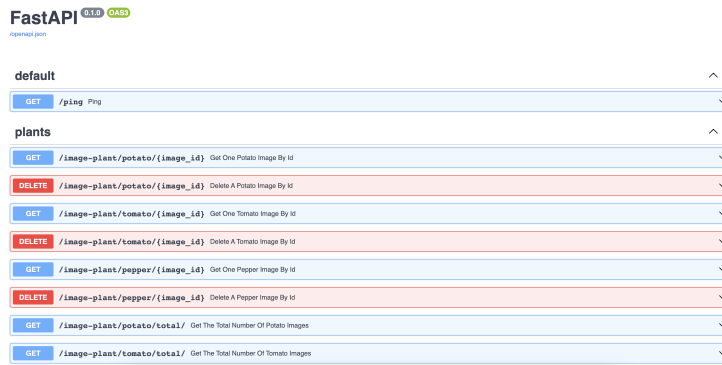 FastAPI 0.1.0 OAS3
/openapi.json
default
GET /ping Ping
plants
GET /image-plant/potato/{image_id} Get One Potato Image By Id
DELETE /image-plant/potato/{image_id} Delete A Potato Image By Id
GET /image-plant/tomato/{image_id} Get One Tomato Image By Id
DELETE /image-plant/tomato/{image_id} Delete A Tomato Image By Id
GET /image-plant/pepper/{image_id} Get One Pepper Image By Id
DELETE /image-plant/pepper/{image_id} Delete A Pepper Image By Id
GET /image-plant/potato/total/ Get The Total Number Of Potato Images
GET /image-plant/tomato/total/ Get The Total Number Of Tomato Images